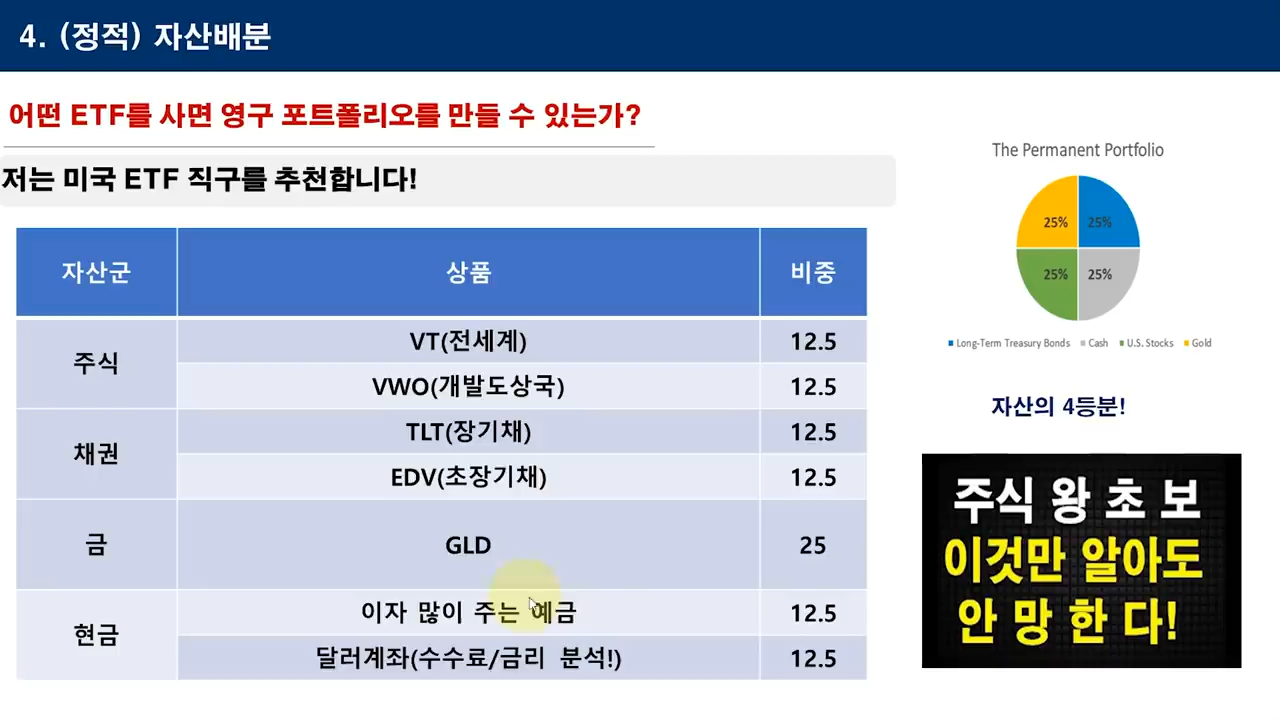 4. (정적) 자산배분
어떤 ETF를 사면 영구 포트폴리오를 만들 수 있는가?
저는 미국 ETF 직구를 추천합니다!
자산군 상품 비중
주식
VT(전세계) 12.5
VWO(개발도상국) 12.5
채권
TLT(장기채) 12.5
EDV(초장기채) 12.5
금 GLD 25
현금
이자 많이 주는 예금 12.5
달러계좌(수수료/금리 분석!) 12.5
The Permanent Portfolio
25% 25%
25% 25%
Long-Term Treasury Bonds Cash U.S. Stocks Gold
자산의 4등분!
주식 왕 초 보
이것만 알아도
안 망 한 다!